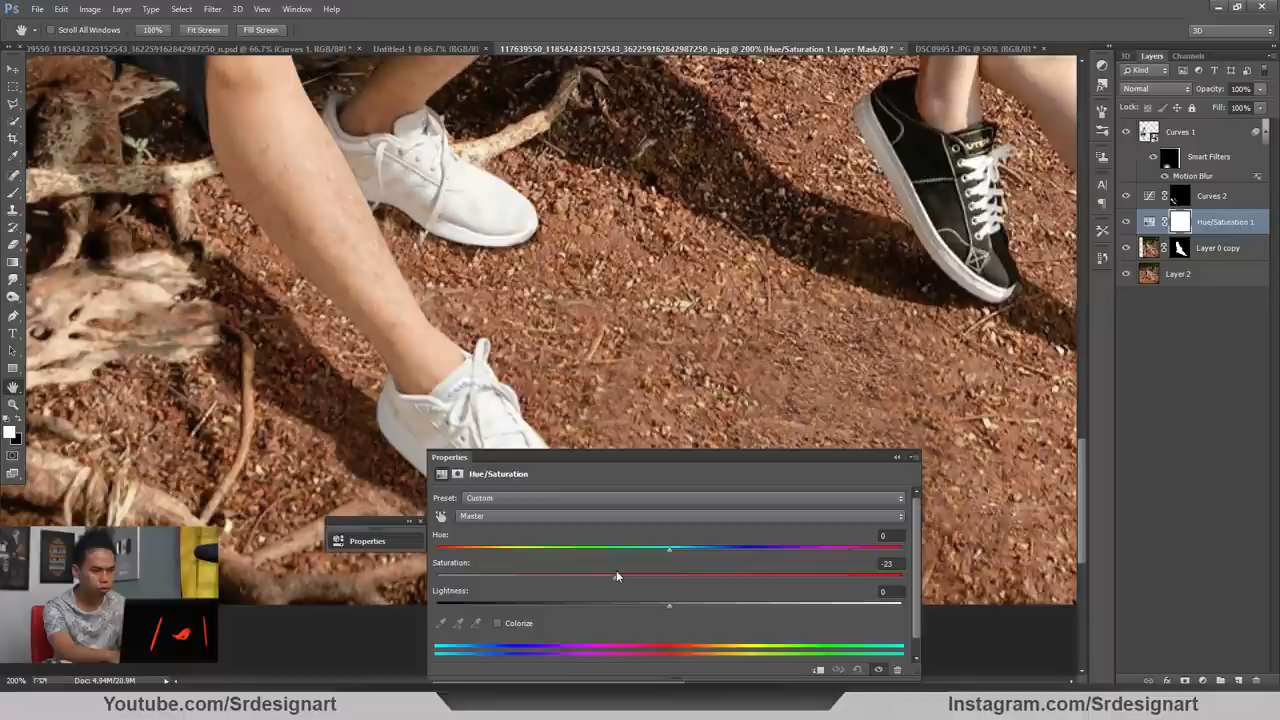 Ps File Edit Image Layer Type Select Filter 3D View Window Help
Scroll All Windows 100% Fit Screen Fill Screen 3D
39550_1185424325152543_362259162842987250_n.psd @ 66.7% (Curves 1, RGB/8#) * × Untitled-1 @ 66.7% (RGB/8) × 117639550_1185424325152543_362259162842987250_n.jpg @ 200% (Hue/Saturation 1, Layer Mask/8) * × DSC09951.JPG @ 50% (RGB/8*) * ×
3D Layers Channels
Kind
Normal Opacity: 100%
Lock: Fill: 100%
Curves 1
Smart Filters
Motion Blur
Curves 2
Hue/Saturation 1
Layer 0 copy
Layer 2
Properties
Hue/Saturation
Preset: Custom
Master
Hue: 0
Saturation: -23
Lightness: 0
Colorize
Properties
200% Doc: 4.94M/28.9M
Youtube.com/Srdesignart
Instagram.com/Srdesignart